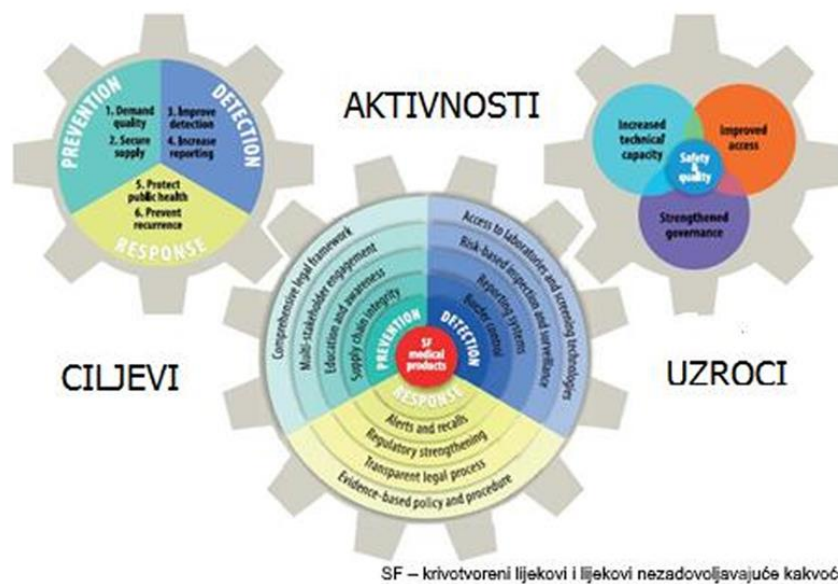 AKTIVNOSTI
PREVENTION
1. Demand
quality
2. Secure
supply
DETECTION
3. Improve
detection
4. Increase
reporting
5. Protect
public health
6. Prevent
recurrence
RESPONSE
Increased
technical
capacity
Improved
access
Safety
&
quality
Strengthened
governance
CILJEVI
UZROCI
Comprehensive legal framework
Multi-stakeholder engagement
Education and awareness
Supply chain integrity
PREVENTION
Access to laboratories and screening technologies
Risk-based inspection and surveillance
Reporting systems
Border control
DETECTION
SF
medical
products
RESPONSE
Alerts and recalls
Regulatory strengthening
Transparent legal process
Evidence-based policy and procedure
SF – krivotvoreni lijekovi i lijekovi nezadovoljavajuće kakvoć